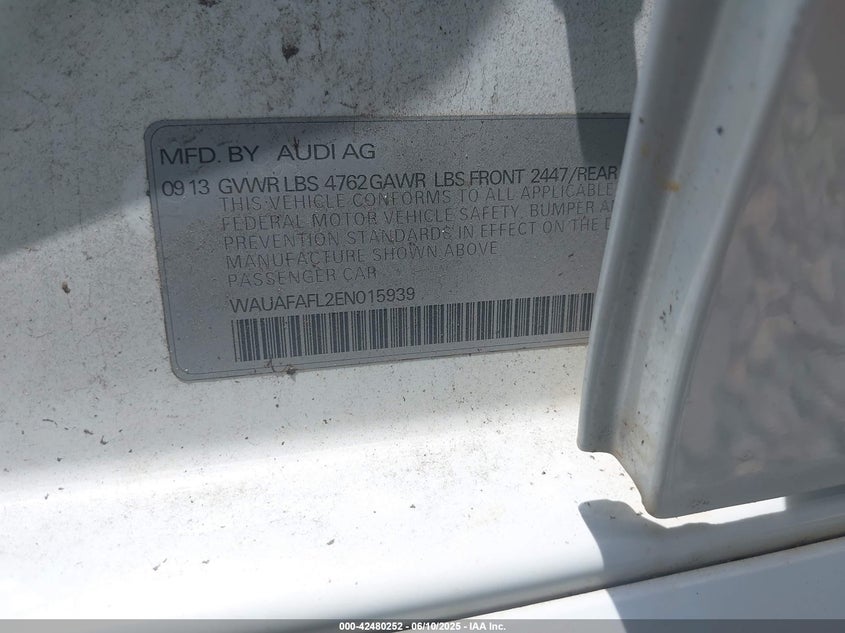 MFD. BY AUDI AG
09 13 GVWR LBS 4762 GAWR LBS FRONT 2447/REAR
THIS VEHICLE CONFORMS TO ALL APPLICABLE
FEDERAL MOTOR VEHICLE SAFETY, BUMPER
PREVENTION STANDARDS IN EFFECT ON THE
MANUFACTURE SHOWN ABOVE
PASSENGER CAR
WAUAFAFL2EN015939
000-42480252 - 06/10/2025 - IAA Inc.